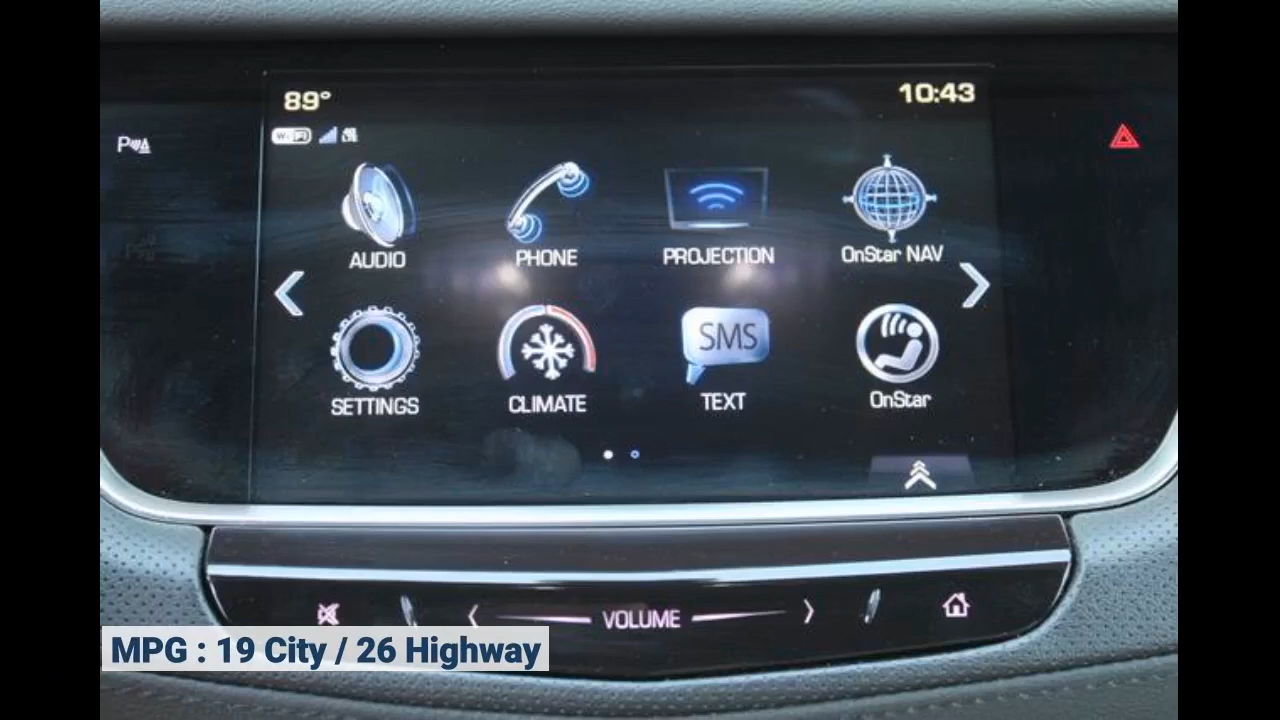 89°
10:43
WiFi
P
AUDIO
PHONE
PROJECTION
OnStar NAV
SMS
SETTINGS
CLIMATE
TEXT
OnStar
VOLUME
MPG : 19 City / 26 Highway